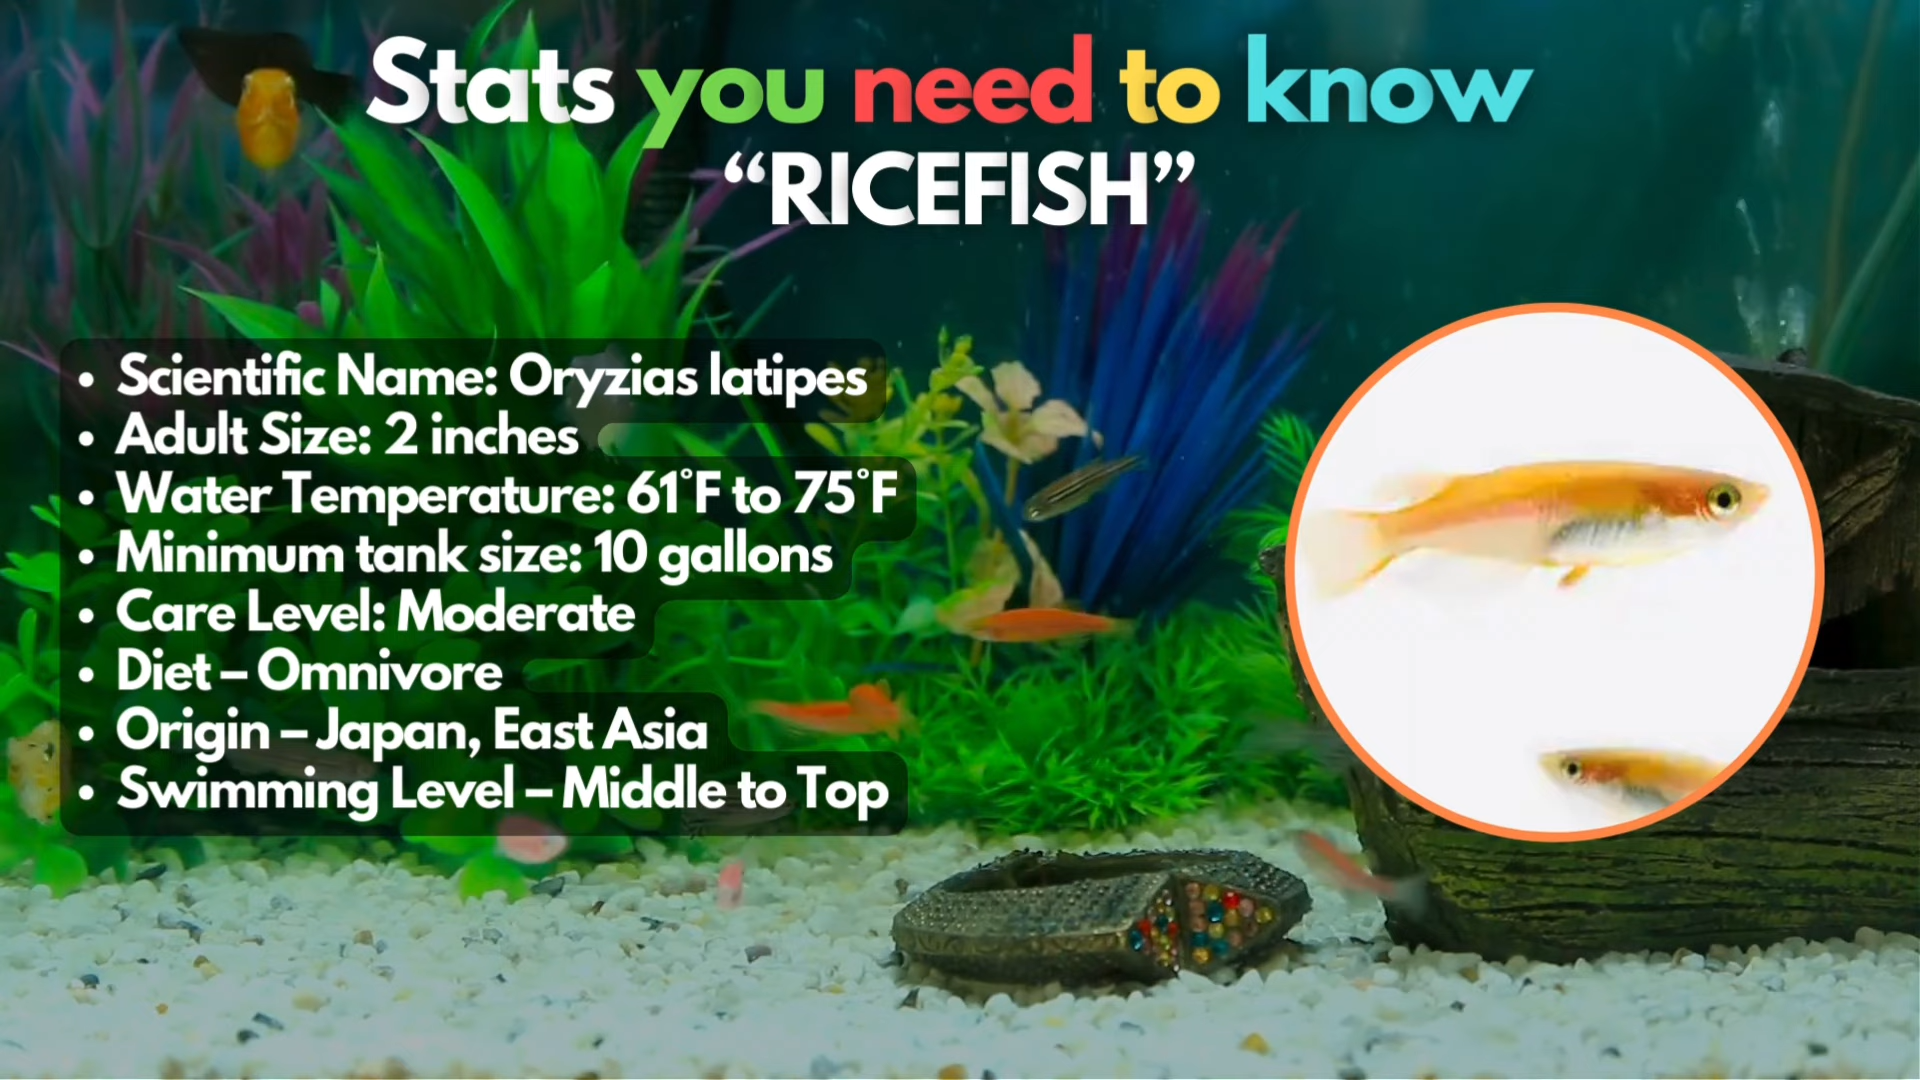 Stats you need to know
“RICEFISH”
• Scientific Name: Oryzias latipes
• Adult Size: 2 inches
• Water Temperature: 61°F to 75°F
• Minimum tank size: 10 gallons
• Care Level: Moderate
• Diet – Omnivore
• Origin – Japan, East Asia
• Swimming Level – Middle to Top